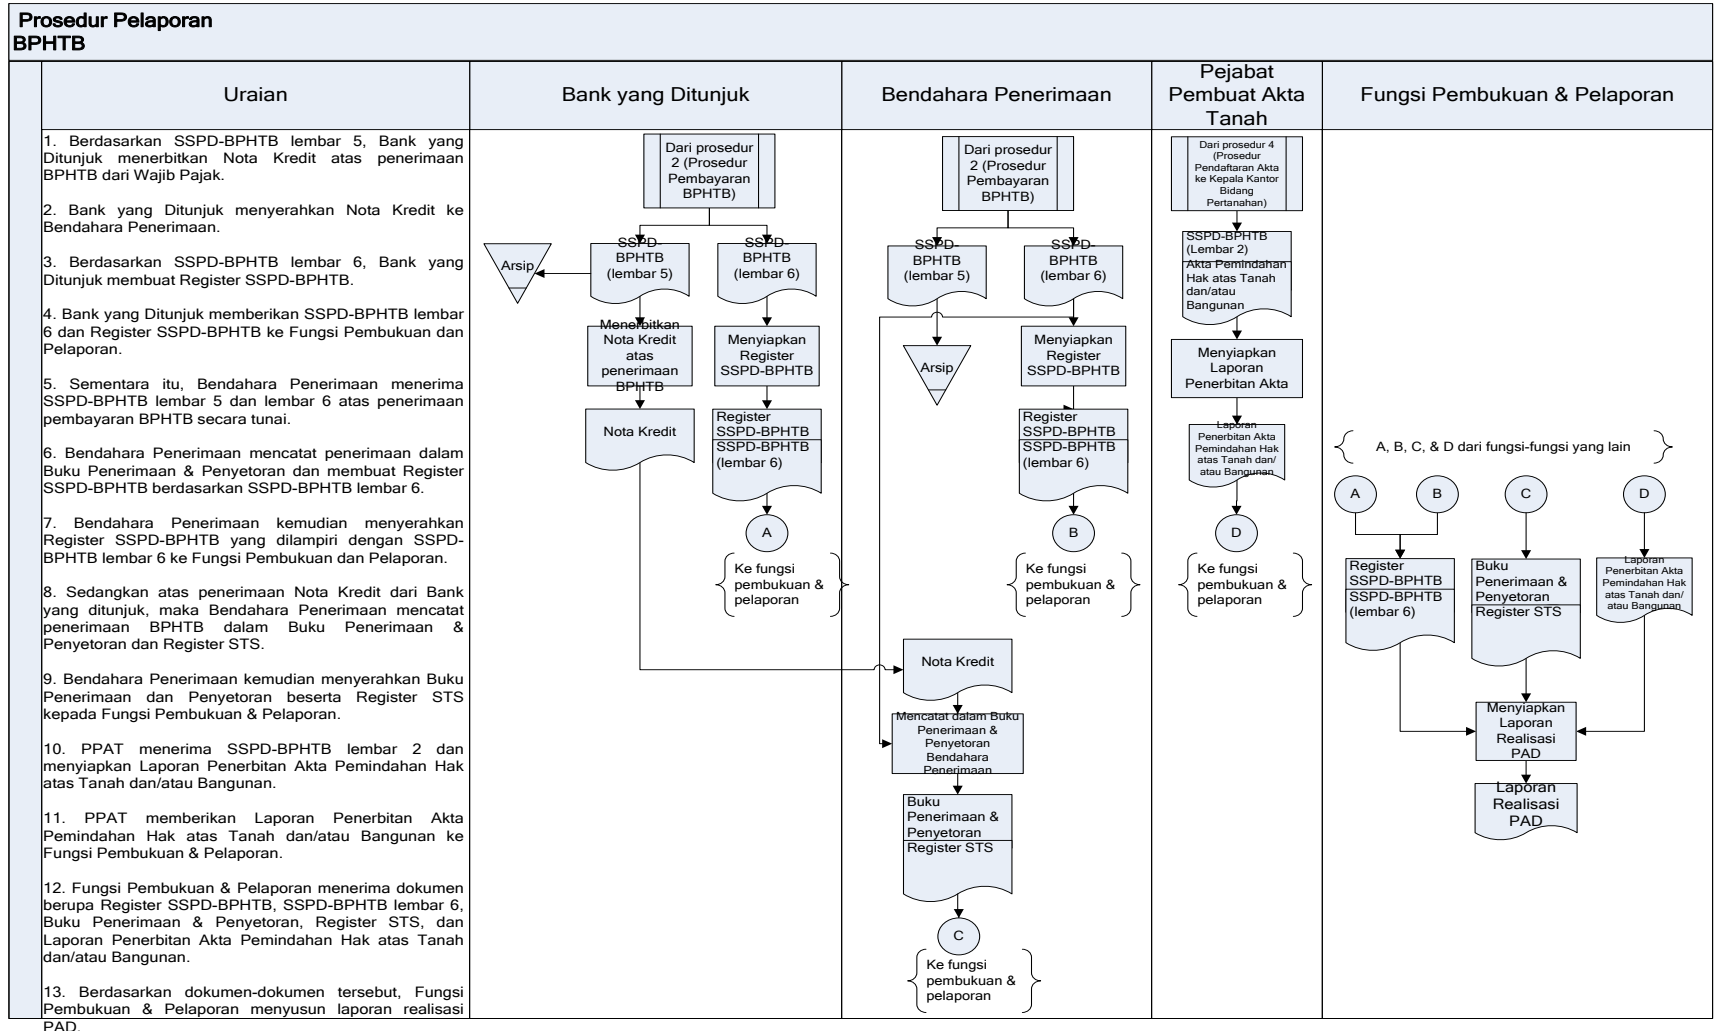 Prosedur Pelaporan
BPHTB
Uraian
Bank yang Ditunjuk
Bendahara Penerimaan
Pejabat
Pembuat Akta
Tanah
Fungsi Pembukuan & Pelaporan
1. Berdasarkan SSPD-BPHTB lembar 5, Bank yang
Ditunjuk menerbitkan Nota Kredit atas penerimaan
BPHTB dari Wajib Pajak.
2. Bank yang Ditunjuk menyerahkan Nota Kredit ke
Bendahara Penerimaan.
3. Berdasarkan SSPD-BPHTB lembar 6, Bank yang
Ditunjuk membuat Register SSPD-BPHTB.
4. Bank yang Ditunjuk memberikan SSPD-BPHTB lembar
6 dan Register SSPD-BPHTB ke Fungsi Pembukuan dan
Pelaporan.
5. Sementara itu, Bendahara Penerimaan menerima
SSPD-BPHTB lembar 5 dan lembar 6 atas penerimaan
pembayaran BPHTB secara tunai.
6. Bendahara Penerimaan mencatat penerimaan dalam
Buku Penerimaan & Penyetoran dan membuat Register
SSPD-BPHTB berdasarkan SSPD-BPHTB lembar 6.
7. Bendahara Penerimaan kemudian menyerahkan
Register SSPD-BPHTB yang dilampiri dengan SSPD-
BPHTB lembar 6 ke Fungsi Pembukuan dan Pelaporan.
8. Sedangkan atas penerimaan Nota Kredit dari Bank
yang ditunjuk, maka Bendahara Penerimaan mencatat
penerimaan BPHTB dalam Buku Penerimaan &
Penyetoran dan Register STS.
9. Bendahara Penerimaan kemudian menyerahkan Buku
Penerimaan dan Penyetoran beserta Register STS
kepada Fungsi Pembukuan & Pelaporan.
10. PPAT menerima SSPD-BPHTB lembar 2 dan
menyiapkan Laporan Penerbitan Akta Pemindahan Hak
atas Tanah dan/atau Bangunan.
11. PPAT memberikan Laporan Penerbitan Akta
Pemindahan Hak atas Tanah dan/atau Bangunan ke
Fungsi Pembukuan & Pelaporan.
12. Fungsi Pembukuan & Pelaporan menerima dokumen
berupa Register SSPD-BPHTB, SSPD-BPHTB lembar 6,
Buku Penerimaan & Penyetoran, Register STS, dan
Laporan Penerbitan Akta Pemindahan Hak atas Tanah
dan/atau Bangunan.
13. Berdasarkan dokumen-dokumen tersebut, Fungsi
Pembukuan & Pelaporan menyusun laporan realisasi
PAD.
Dari prosedur
2 (Prosedur
Pembayaran
BPHTB)
Arsip
SSPD-
BPHTB
(lembar 5)
SSPD-
BPHTB
(lembar 6)
Menerbitkan
Nota Kredit
atas
penerimaan
BPHTB
Menyiapkan
Register
SSPD-BPHTB
Nota Kredit
Register
SSPD-BPHTB
SSPD-BPHTB
(lembar 6)
A
Ke fungsi
pembukuan &
pelaporan
Dari prosedur
2 (Prosedur
Pembayaran
BPHTB)
SSPD-
BPHTB
(lembar 5)
SSPD-
BPHTB
(lembar 6)
Arsip
Menyiapkan
Register
SSPD-BPHTB
Register
SSPD-BPHTB
SSPD-BPHTB
(lembar 6)
B
Ke fungsi
pembukuan &
pelaporan
Nota Kredit
Mencatat dalam Buku
Penerimaan &
Penyetoran
Bendahara
Penerimaan
Buku
Penerimaan &
Penyetoran
Register STS
C
Ke fungsi
pembukuan &
pelaporan
Dari prosedur 4
(Prosedur
Pendaftaran Akta
ke Kepala Kantor
Bidang
Pertanahan)
SSPD-BPHTB
(Lembar 2)
Akta Pemindahan
Hak atas Tanah
dan/atau
Bangunan
Menyiapkan
Laporan
Penerbitan Akta
Laporan
Penerbitan Akta
Pemindahan Hak
atas Tanah dan/
atau Bangunan
D
Ke fungsi
pembukuan &
pelaporan
A, B, C, & D dari fungsi-fungsi yang lain
A
B
C
D
Register
SSPD-BPHTB
SSPD-BPHTB
(lembar 6)
Buku
Penerimaan &
Penyetoran
Register STS
Laporan
Penerbitan Akta
Pemindahan Hak
atas Tanah dan/
atau Bangunan
Menyiapkan
Laporan
Realisasi
PAD
Laporan
Realisasi
PAD